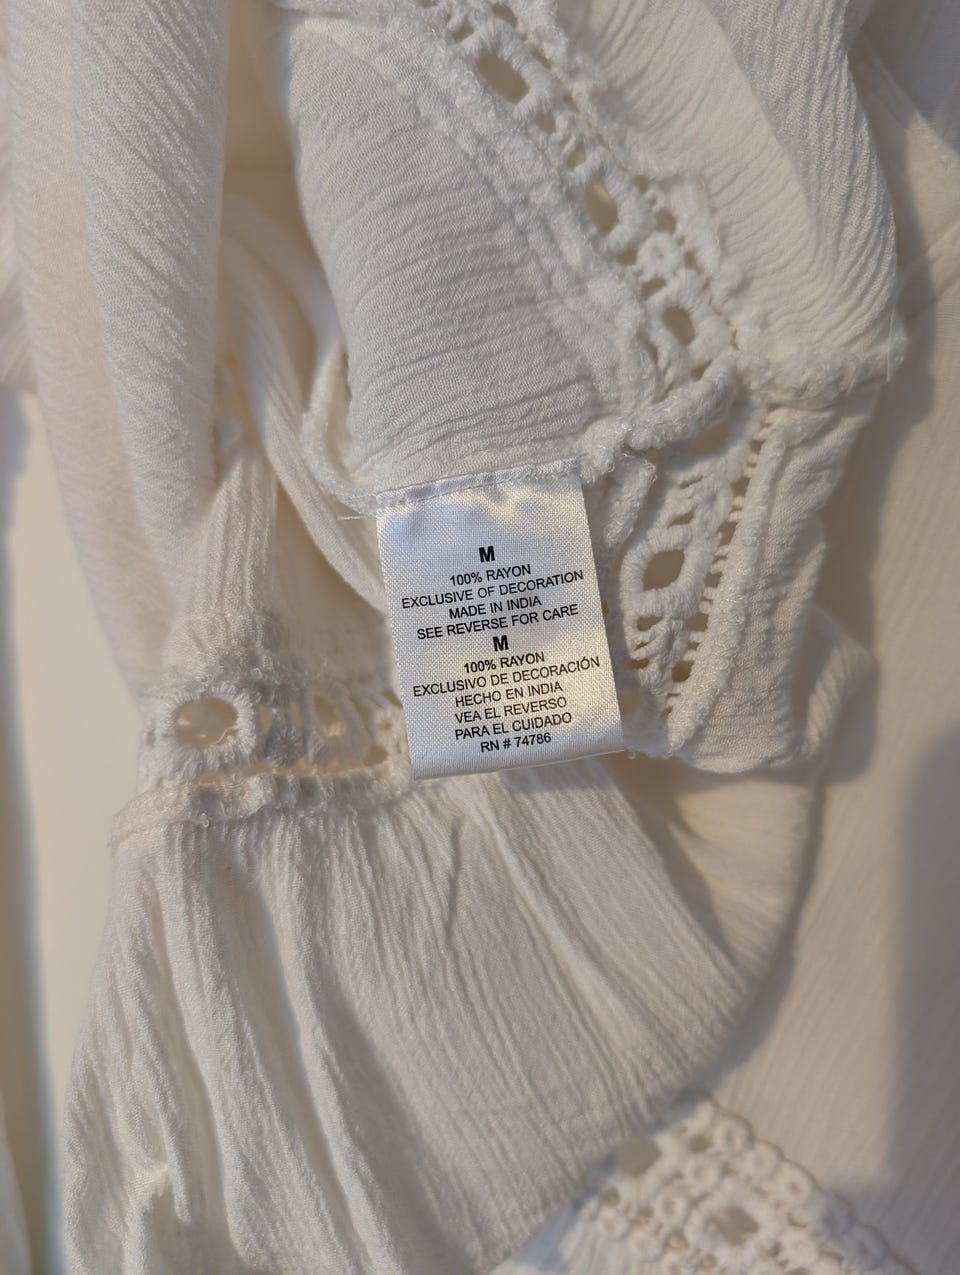 M
100% RAYON
EXCLUSIVE OF DECORATION
MADE IN INDIA
SEE REVERSE FOR CARE
M
100% RAYON
EXCLUSIVO DE DECORACIÓN
HECHO EN INDIA
VEA EL REVERSO
PARA EL CUIDADO
RN # 74786